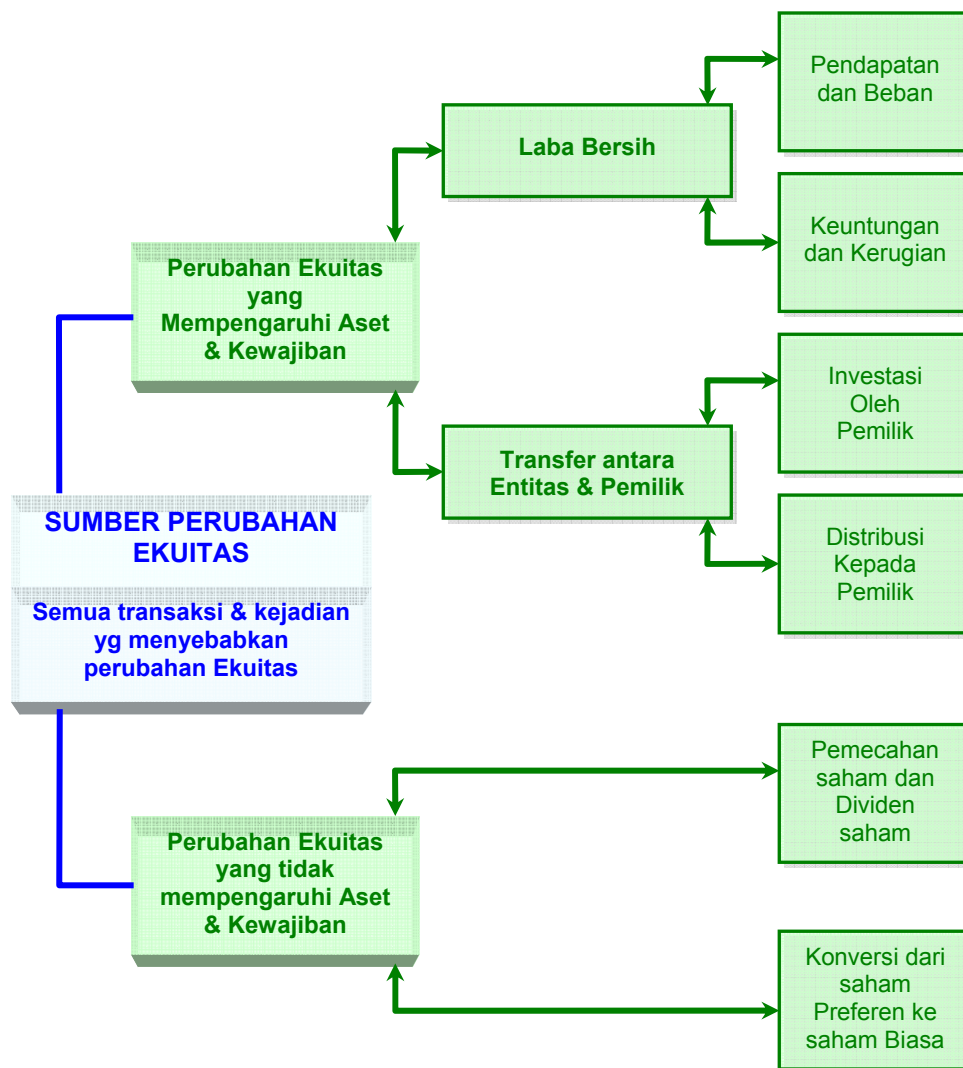 SUMBER PERUBAHAN
EKUITAS
Semua transaksi & kejadian
yg menyebabkan
perubahan Ekuitas
Perubahan Ekuitas
yang
Mempengaruhi Aset
& Kewajiban
Laba Bersih
Pendapatan
dan Beban
Keuntungan
dan Kerugian
Transfer antara
Entitas & Pemilik
Investasi
Oleh
Pemilik
Distribusi
Kepada
Pemilik
Perubahan Ekuitas
yang tidak
mempengaruhi Aset
& Kewajiban
Pemecahan
saham dan
Dividen
saham
Konversi dari
saham
Preferen ke
saham Biasa